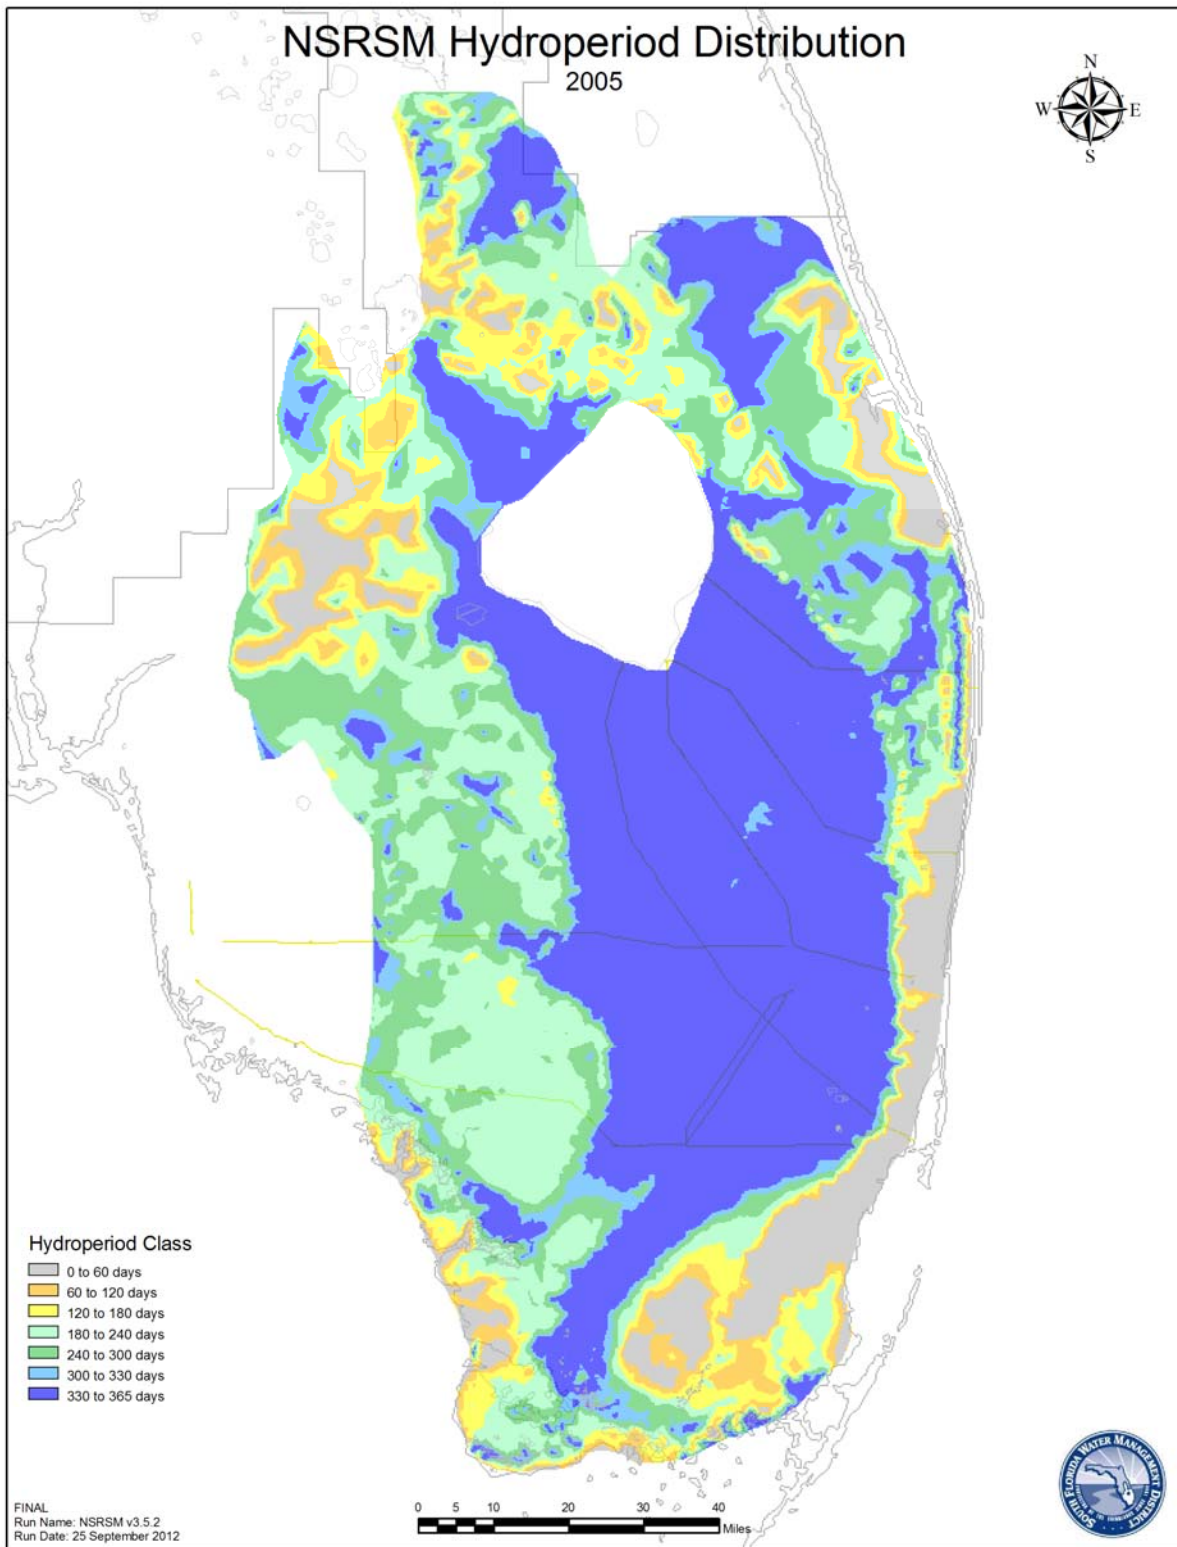 NSRSM Hydroperiod Distribution
2005
N
W
E
S
Hydroperiod Class
0 to 60 days
60 to 120 days
120 to 180 days
180 to 240 days
240 to 300 days
300 to 330 days
330 to 365 days
FINAL
Run Name: NSRSM v3.5.2
Run Date: 25 September 2012
0 5 10 20 30 40
Miles
SOUTH FLORIDA WATER MANAGEMENT DISTRICT